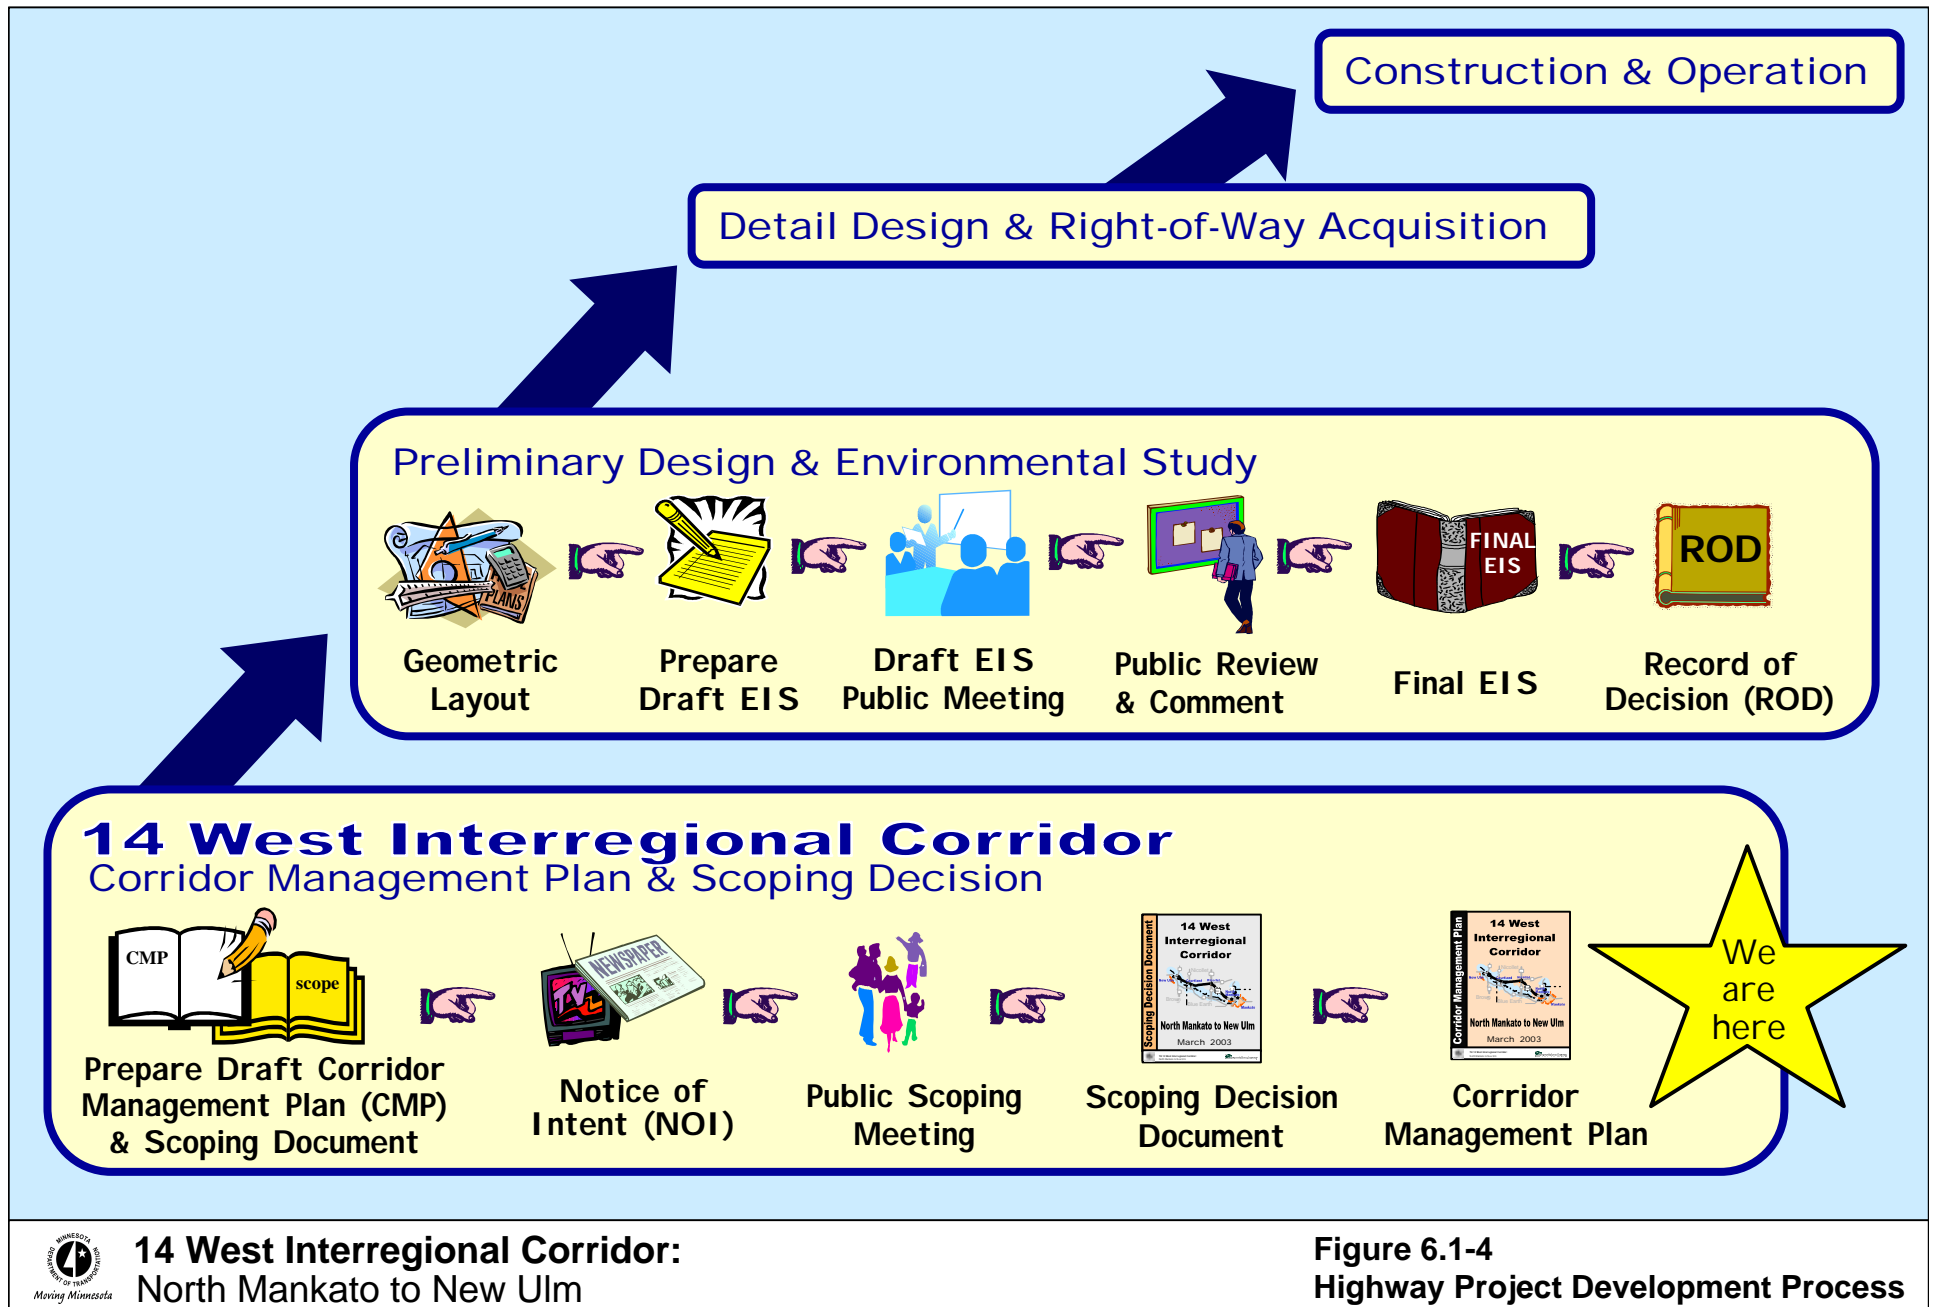 Construction & Operation
Detail Design & Right-of-Way Acquisition
Preliminary Design & Environmental Study
PLANS
FINAL
EIS
ROD
Geometric
Layout
Prepare
Draft EIS
Draft EIS
Public Meeting
Public Review
& Comment
Final EIS
Record of
Decision (ROD)
14 West Interregional Corridor
Corridor Management Plan & Scoping Decision
CMP
scope
TV
NEWSPAPER
Scoping Decision Document
14 West
Interregional
Corridor
North Mankato to New Ulm
March 2003
Corridor Management Plan
14 West
Interregional
Corridor
North Mankato to New Ulm
March 2003
We
are
here
Prepare Draft Corridor
Management Plan (CMP)
& Scoping Document
Notice of
Intent (NOI)
Public Scoping
Meeting
Scoping Decision
Document
Corridor
Management Plan
MINNESOTA
DEPARTMENT OF TRANSPORTATION
Moving Minnesota
14 West Interregional Corridor:
North Mankato to New Ulm
Figure 6.1-4
Highway Project Development Process